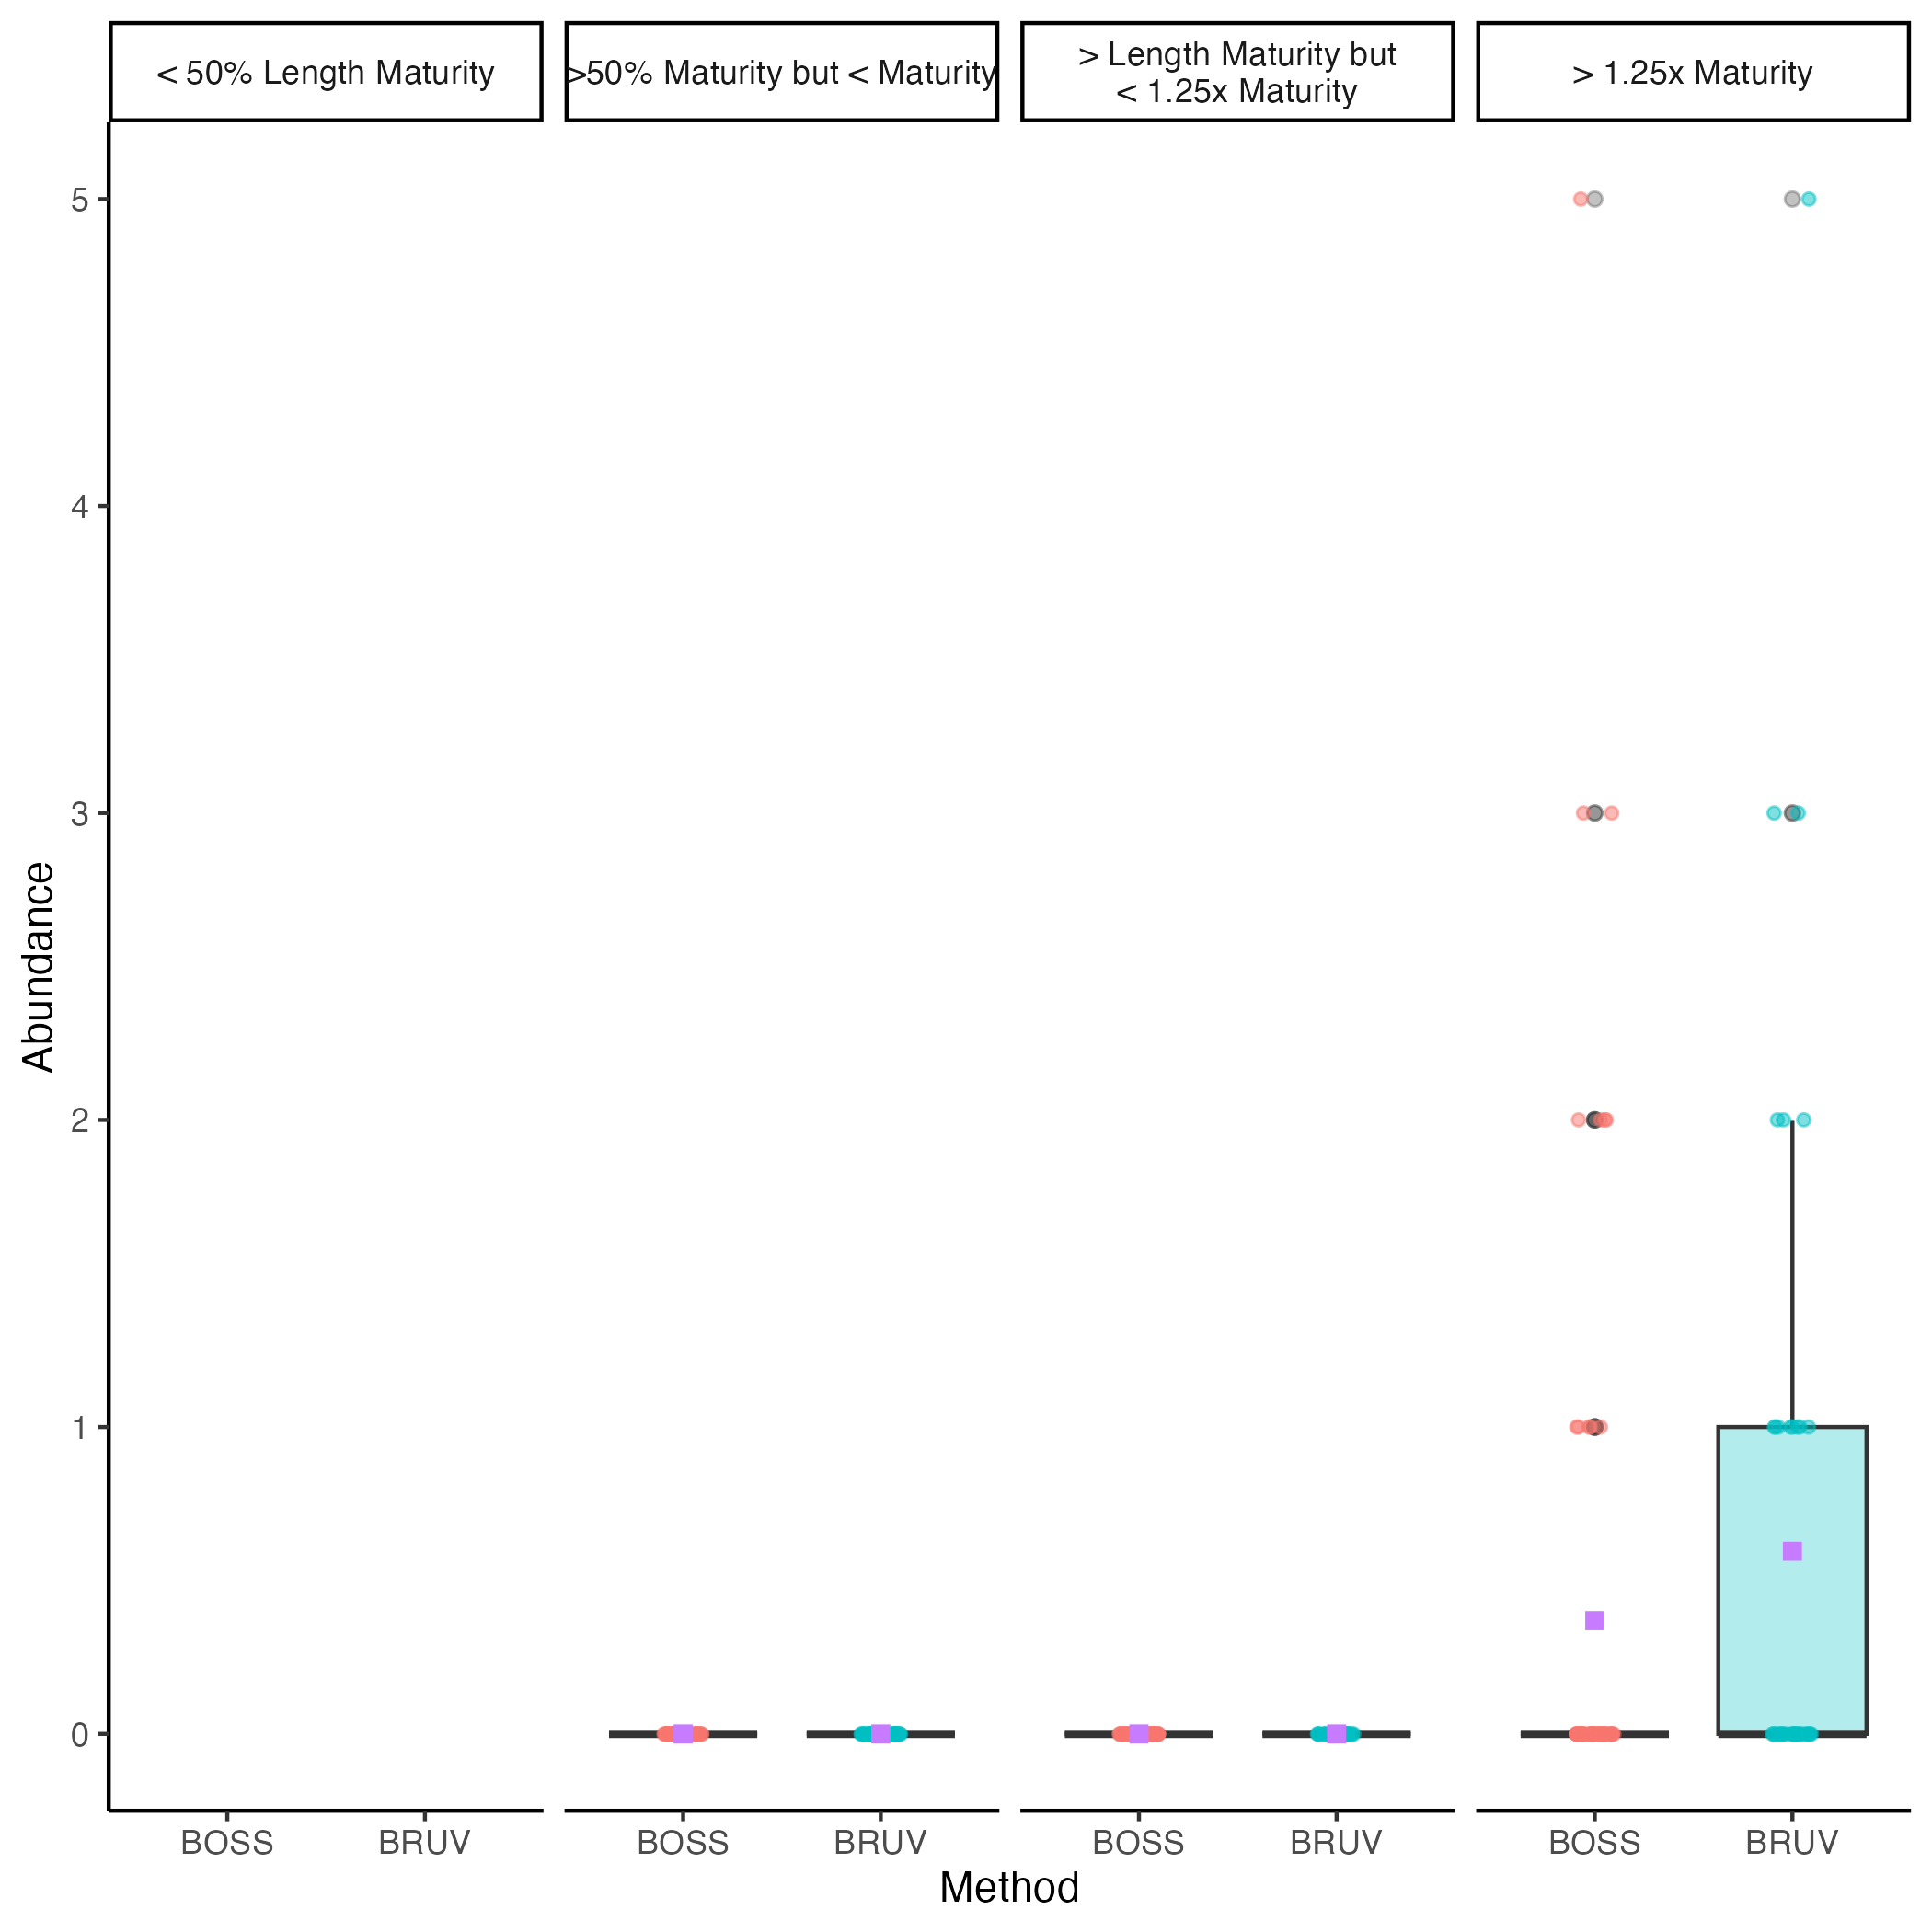 < 50% Length Maturity
>50% Maturity but < Maturity
> Length Maturity but
< 1.25x Maturity
> 1.25x Maturity
Abundance
5
4
3
2
1
0
BOSS BRUV BOSS BRUV BOSS BRUV BOSS BRUV
Method